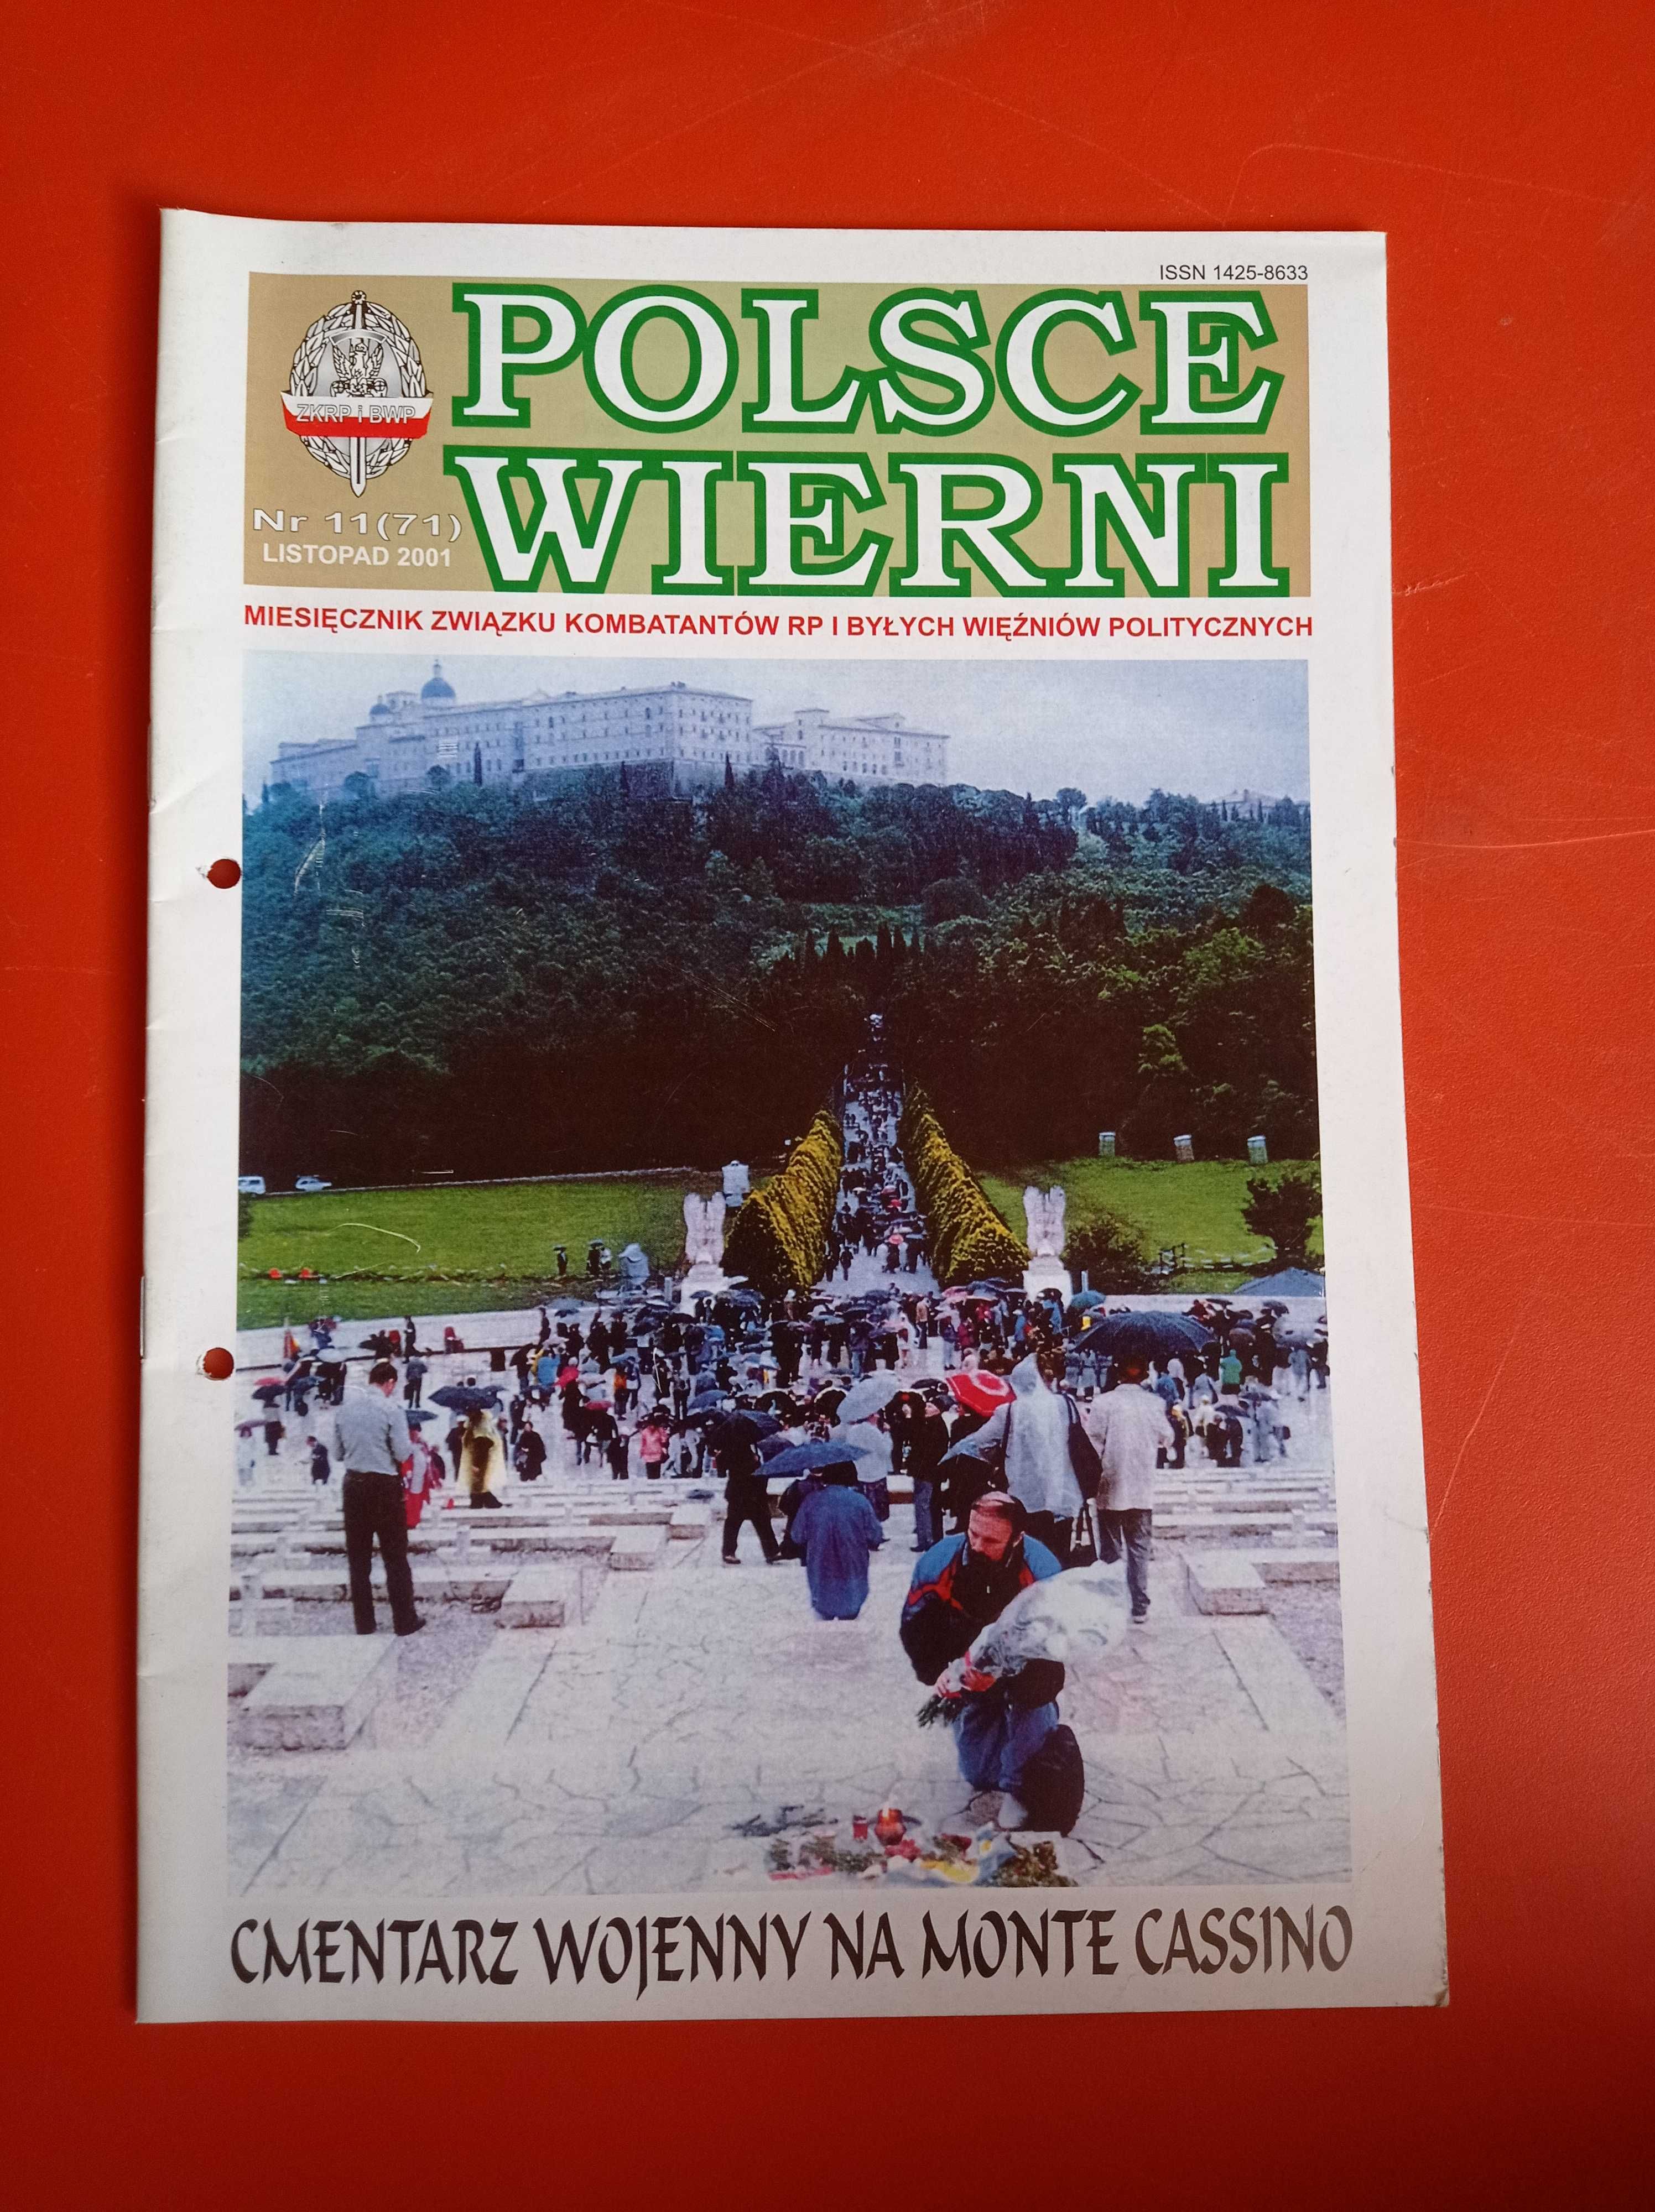 ISSN 1425-8633
POLSCE
WIERNI
ZKRP i BWP
Nr 11(71)
LISTOPAD 2001
MIESIĘCZNIK ZWIĄZKU KOMBATANTÓW RP I BYŁYCH WIĘŹNIÓW POLITYCZNYCH
CMENTARZ WOJENNY NA MONTE CASSINO